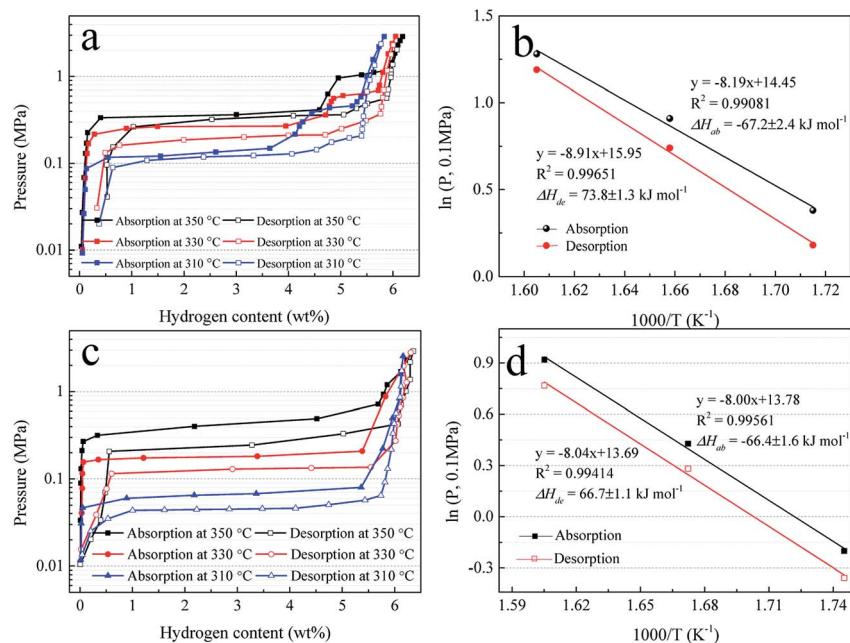 a
Pressure (MPa)
1
0.1
0.01
Absorption at 350 °C
Desorption at 350 °C
Absorption at 330 °C
Desorption at 330 °C
Absorption at 310 °C
Desorption at 310 °C
0 1 2 3 4 5 6
Hydrogen content (wt%)
b
ln (P, 0.1MPa)
1.5
1.0
0.5
0.0
y = -8.19x+14.45
R² = 0.99081
ΔH_ab = -67.2±2.4 kJ mol⁻¹
y = -8.91x+15.95
R² = 0.99651
ΔH_de = 73.8±1.3 kJ mol⁻¹
Absorption
Desorption
1.60 1.62 1.64 1.66 1.68 1.70 1.72
1000/T (K⁻¹)
c
Pressure (MPa)
1
0.1
0.01
Absorption at 350 °C
Desorption at 350 °C
Absorption at 330 °C
Desorption at 330 °C
Absorption at 310 °C
Desorption at 310 °C
0 1 2 3 4 5 6
Hydrogen content (wt%)
d
ln (P, 0.1MPa)
0.9
0.6
0.3
0.0
-0.3
y = -8.00x+13.78
R² = 0.99561
ΔH_ab = -66.4±1.6 kJ mol⁻¹
y = -8.04x+13.69
R² = 0.99414
ΔH_de = 66.7±1.1 kJ mol⁻¹
Absorption
Desorption
1.59 1.62 1.65 1.68 1.71 1.74
1000/T (K⁻¹)